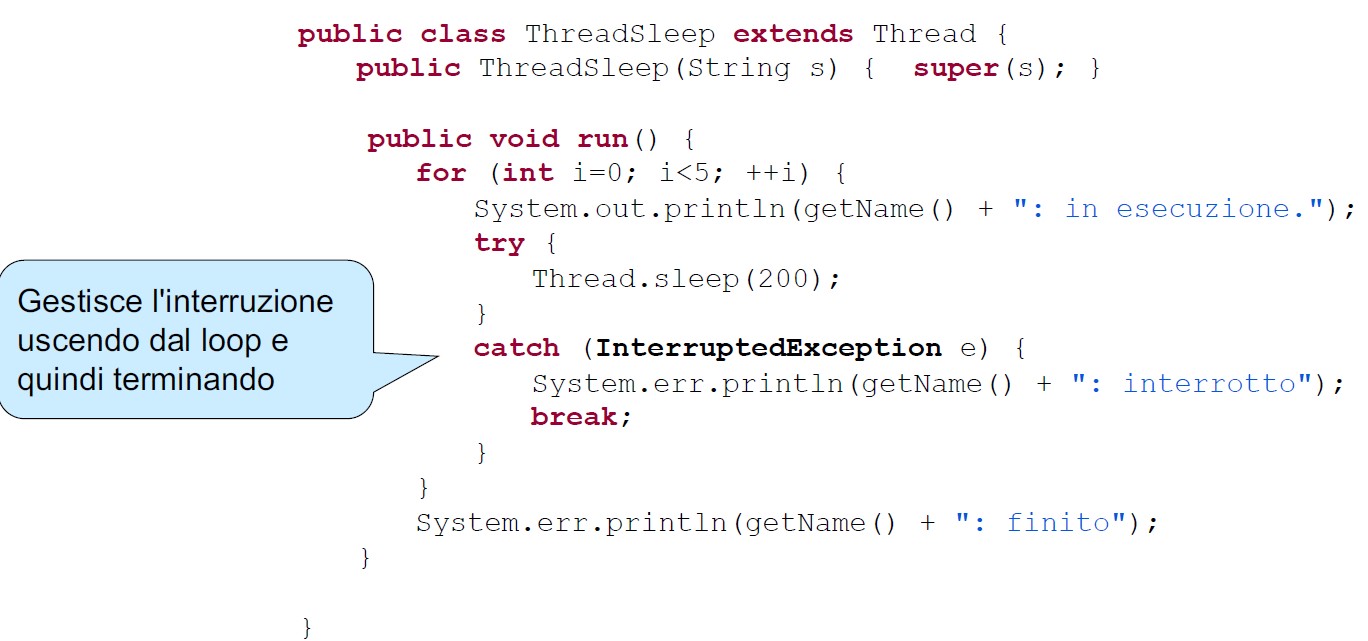 public class ThreadSleep extends Thread {
public ThreadSleep(String s) {  super(s); }
public void run() {
for (int i=0; i<5; ++i) {
System.out.println(getName() + ": in esecuzione.");
try {
Thread.sleep(200);
}
catch (InterruptedException e) {
System.err.println(getName() + ": interrotto");
break;
}
}
System.err.println(getName() + ": finito");
}
}
Gestisce l'interruzione
uscendo dal loop e
quindi terminando